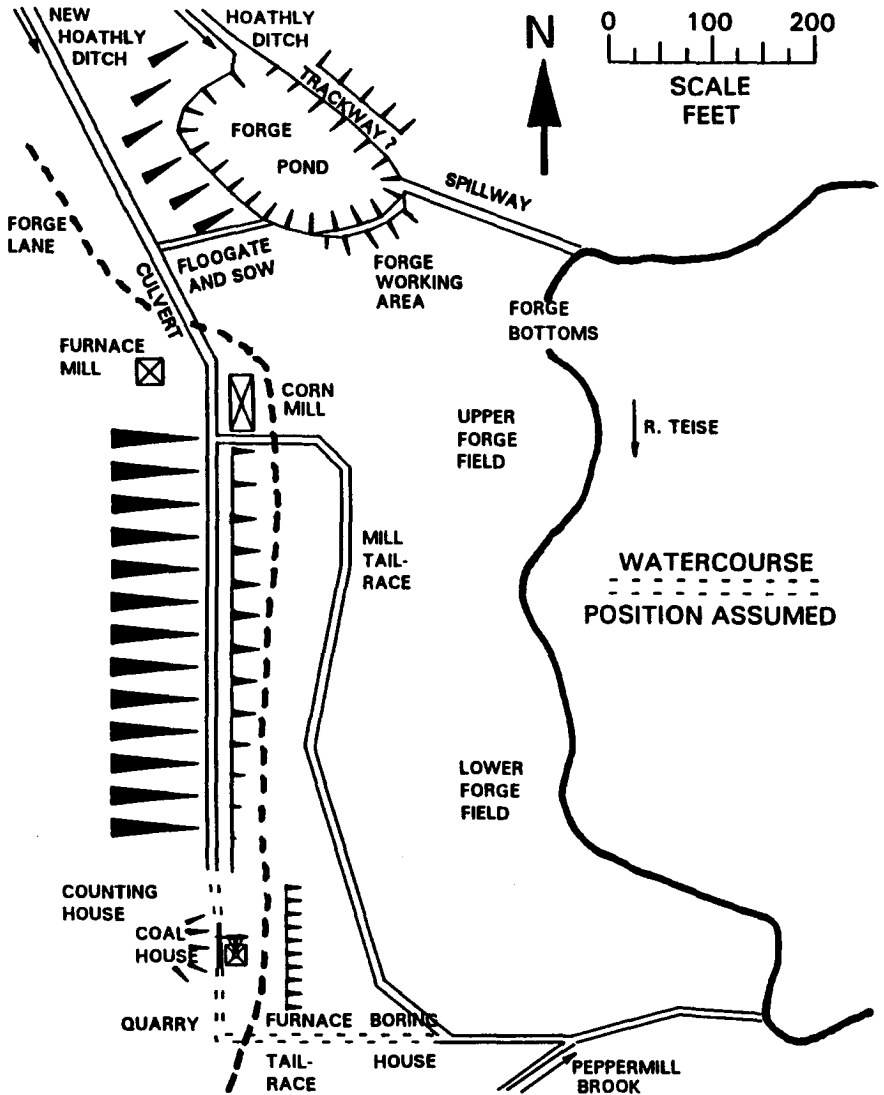 NEW
HOATHLY
DITCH
HOATHLY
DITCH
N
0 100 200
SCALE
FEET
TRACKWAY?
FORGE
POND
SPILLWAY
FORGE
LANE
FLOOGATE
AND SOW
CULVERT
FORGE
WORKING
AREA
FORGE
BOTTOMS
FURNACE
MILL
CORN
MILL
UPPER
FORGE
FIELD
R. TEISE
MILL
TAIL-
RACE
WATERCOURSE
POSITION ASSUMED
LOWER
FORGE
FIELD
COUNTING
HOUSE
COAL
HOUSE
QUARRY
FURNACE
TAIL-
RACE
BORING
HOUSE
PEPPERMILL
BROOK